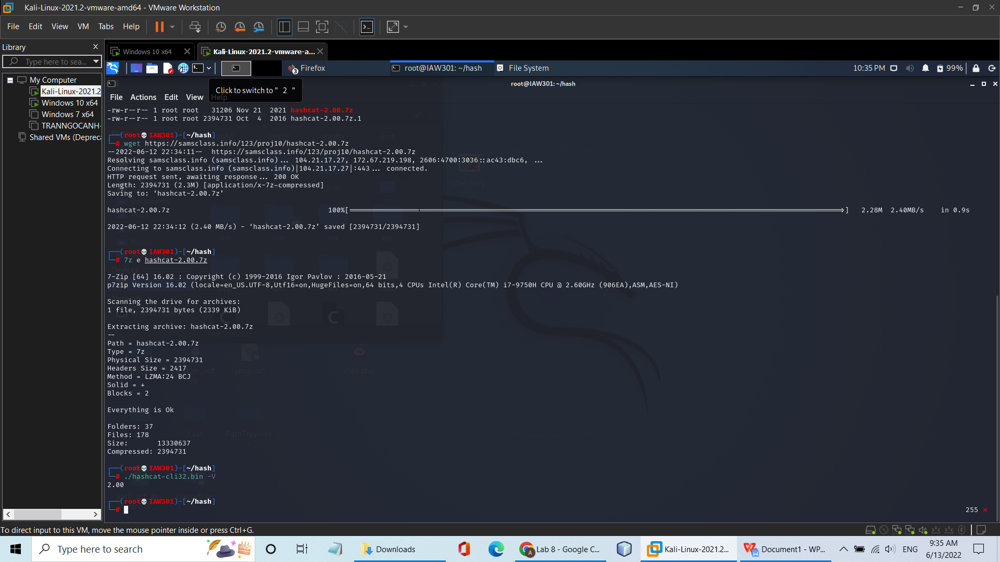 Kali-Linux-2021.2-vmware-amd64 - VMware Workstation
File Edit View VM Tabs Help
Library
Type here to sea...
My Computer
Kali-Linux-2021.2
Windows 10 x64
Windows 7 x64
TRANNGOCANH-
Shared VMs (Depreca
Windows 10 x64
Kali-Linux-2021.2-vmware-a...
3 Firefox
root@IAW301: ~/hash
File System
10:35 PM
99%
root@IAW301: ~/hash
Click to switch to " 2 "
File Actions Edit View Help
-rw-r--r-- 1 root root 31206 Nov 21 2021 hashcat-2.00.7z
-rw-r--r-- 1 root root 2394731 Oct 4 2016 hashcat-2.00.7z.1
┌──(root💀IAW301)-[~/hash]
└─# wget https://samsclass.info/123/proj10/hashcat-2.00.7z
--2022-06-12 22:34:11-- https://samsclass.info/123/proj10/hashcat-2.00.7z
Resolving samsclass.info (samsclass.info)... 104.21.17.27, 172.67.219.198, 2606:4700:3036::ac43:dbc6, ...
Connecting to samsclass.info (samsclass.info)|104.21.17.27|:443... connected.
HTTP request sent, awaiting response... 200 OK
Length: 2394731 (2.3M) [application/x-7z-compressed]
Saving to: ‘hashcat-2.00.7z’
hashcat-2.00.7z 100%[===================>] 2.28M 2.40MB/s in 0.9s
2022-06-12 22:34:12 (2.40 MB/s) - ‘hashcat-2.00.7z’ saved [2394731/2394731]
┌──(root💀IAW301)-[~/hash]
└─# 7z e hashcat-2.00.7z
7-Zip [64] 16.02 : Copyright (c) 1999-2016 Igor Pavlov : 2016-05-21
p7zip Version 16.02 (locale=en_US.UTF-8,Utf16=on,HugeFiles=on,64 bits,4 CPUs Intel(R) Core(TM) i7-9750H CPU @ 2.60GHz (906EA),ASM,AES-NI)
Scanning the drive for archives:
1 file, 2394731 bytes (2339 KiB)
Extracting archive: hashcat-2.00.7z
--
Path = hashcat-2.00.7z
Type = 7z
Physical Size = 2394731
Headers Size = 2417
Method = LZMA:24 BCJ
Solid = +
Blocks = 2
Everything is Ok
Folders: 37
Files: 178
Size: 13330637
Compressed: 2394731
┌──(root💀IAW301)-[~/hash]
└─# ./hashcat-cli32.bin -V
2.00
┌──(root💀IAW301)-[~/hash]
└─#
255 ×
To direct input to this VM, move the mouse pointer inside or press Ctrl+G.
Type here to search
Downloads
Lab 8 - Google C...
Kali-Linux-2021.2...
Document1 - WP...
ENG
9:35 AM
6/13/2022